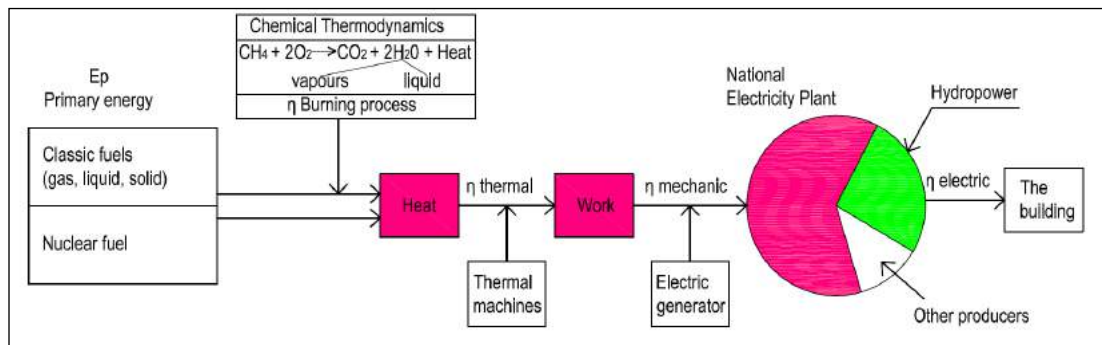 Chemical Thermodynamics
CH₄ + 2O₂→CO₂ + 2H₂0 + Heat
vapours liquid
η Burning process
Ep
Primary energy
Classic fuels
(gas, liquid, solid)
Nuclear fuel
Heat
η thermal
Thermal
machines
Work
η mechanic
Electric
generator
National
Electricity Plant
Hydropower
η electric
The
building
Other producers